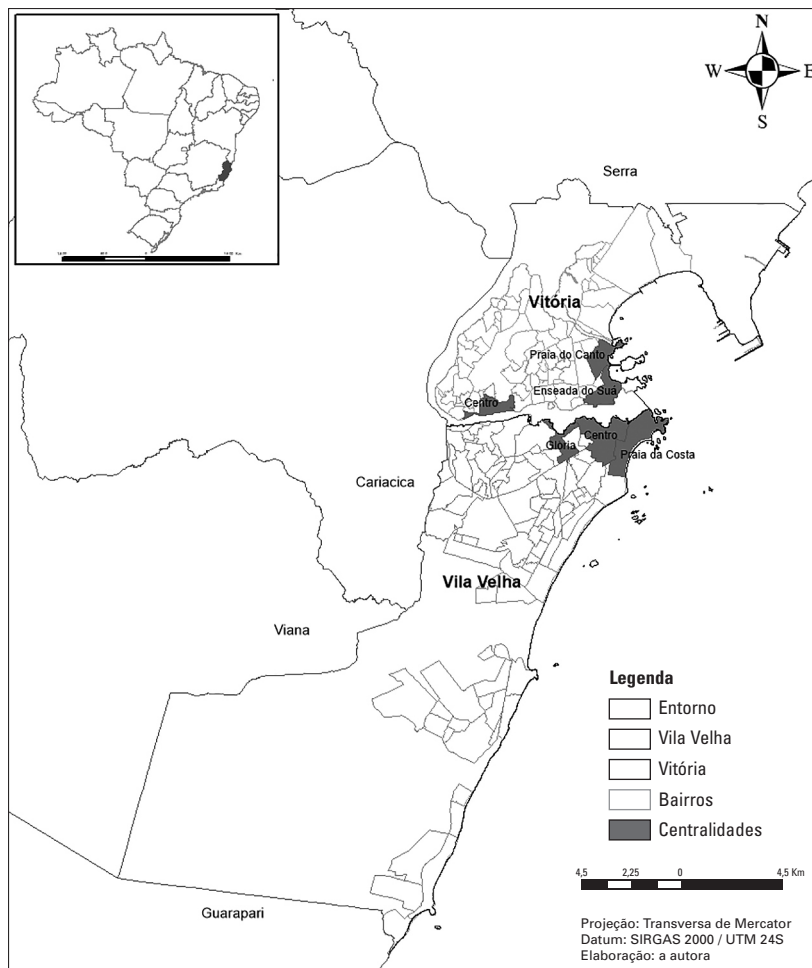 N
W
E
S
Serra
Vitória
Praia do Canto
Enseada do Suá
Centro
Centro
Glória
Praia da Costa
Cariacica
Vila Velha
Viana
Guarapari
Legenda
Entorno
Vila Velha
Vitória
Bairros
Centralidades
4,5 2,25 0 4,5 Km
Projeção: Transversa de Mercator
Datum: SIRGAS 2000 / UTM 24S
Elaboração: a autora